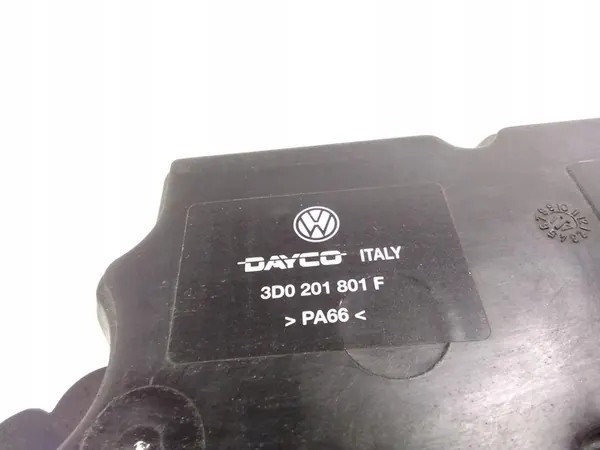 DAYCO ITALY
3D0 201 801 F
> PA66 <